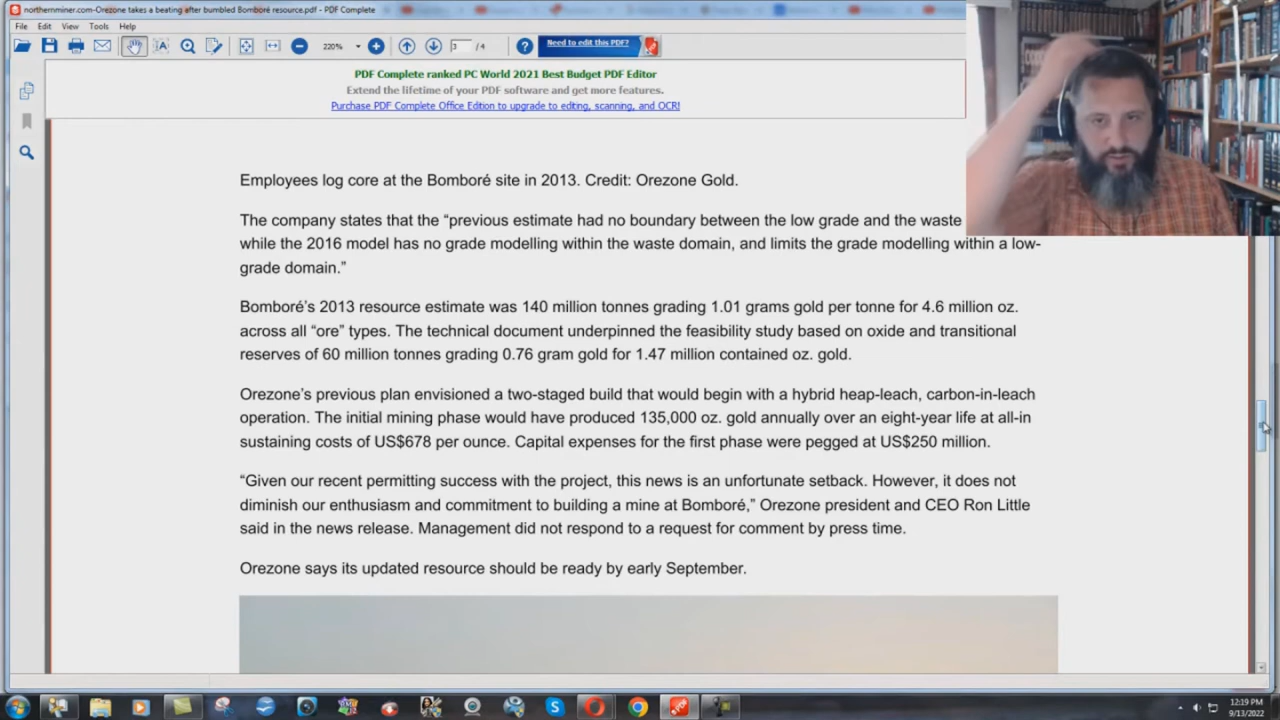 northernminer.com-Orezone takes a beating after bumbled Bomboré resource.pdf - PDF Complete
File Edit View Tools Help
220% 3 / 4 Need to edit this PDF?
PDF Complete ranked PC World 2021 Best Budget PDF Editor
Extend the lifetime of your PDF software and get more features.
Purchase PDF Complete Office Edition to upgrade to editing, scanning, and OCR!
Employees log core at the Bomboré site in 2013. Credit: Orezone Gold.
The company states that the “previous estimate had no boundary between the low grade and the waste
while the 2016 model has no grade modelling within the waste domain, and limits the grade modelling within a low-
grade domain.”
Bomboré’s 2013 resource estimate was 140 million tonnes grading 1.01 grams gold per tonne for 4.6 million oz.
across all “ore” types. The technical document underpinned the feasibility study based on oxide and transitional
reserves of 60 million tonnes grading 0.76 gram gold for 1.47 million contained oz. gold.
Orezone’s previous plan envisioned a two-staged build that would begin with a hybrid heap-leach, carbon-in-leach
operation. The initial mining phase would have produced 135,000 oz. gold annually over an eight-year life at all-in
sustaining costs of US$678 per ounce. Capital expenses for the first phase were pegged at US$250 million.
“Given our recent permitting success with the project, this news is an unfortunate setback. However, it does not
diminish our enthusiasm and commitment to building a mine at Bomboré,” Orezone president and CEO Ron Little
said in the news release. Management did not respond to a request for comment by press time.
Orezone says its updated resource should be ready by early September.
12:19 PM
9/13/2022